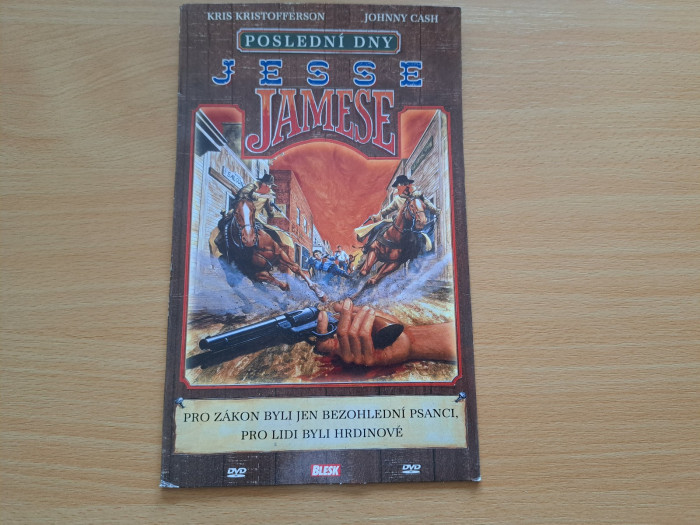 KRIS KRISTOFFERSON JOHNNY CASH
POSLEDNÍ DNY
JESSE
JAMESE
PRO ZÁKON BYLI JEN BEZOHLEDNÍ PSANCI,
PRO LIDI BYLI HRDINOVÉ
DVD BLESK DVD